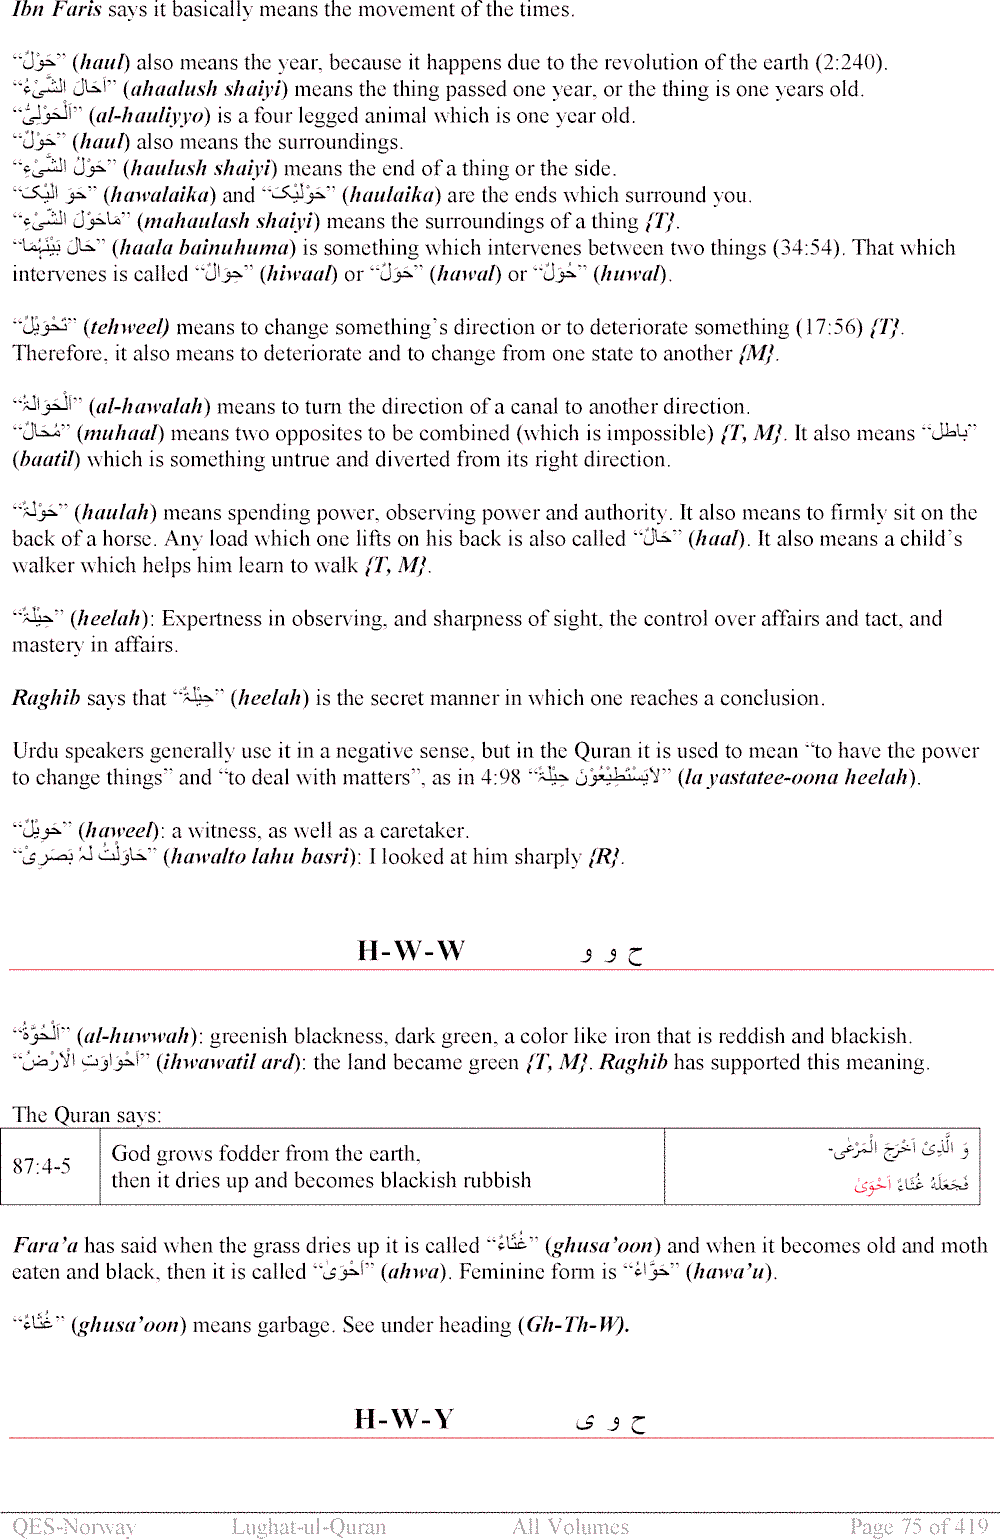 Ibn Faris says it basically means the movement of the times.
“حَوْلٌ” (haul) also means the year, because it happens due to the revolution of the earth (2:240).
“اَحَالَ الشَّیْءُ” (ahaalush shaiyi) means the thing passed one year, or the thing is one years old.
“اَلْحَوْلِیُّ” (al-hauliyyo) is a four legged animal which is one year old.
“حَوْلٌ” (haul) also means the surroundings.
“حَوْلُ الشَّیْءِ” (haulush shaiyi) means the end of a thing or the side.
“حَوَ الَیْکَ” (hawalaika) and “حَوْلَیْکَ” (haulaika) are the ends which surround you.
“مَاحَوْلَ الشَّیْءِ” (mahaulash shaiyi) means the surroundings of a thing {T}.
“حَالَ بَیْنَہُمَا” (haala bainuhuma) is something which intervenes between two things (34:54). That which
intervenes is called “حِوَالٌ” (hiwaal) or “حَوَلٌ” (hawal) or “حُوَلٌ” (huwal).
“تَحْوِیْلٌ” (tehweel) means to change something’s direction or to deteriorate something (17:56) {T}.
Therefore, it also means to deteriorate and to change from one state to another {M}.
“اَلْحَوَالَۃُ” (al-hawalah) means to turn the direction of a canal to another direction.
“مُحَالٌ” (muhaal) means two opposites to be combined (which is impossible) {T, M}. It also means “باطل”
(baatil) which is something untrue and diverted from its right direction.
“حَوْلَۃٌ” (haulah) means spending power, observing power and authority. It also means to firmly sit on the
back of a horse. Any load which one lifts on his back is also called “حَالٌ” (haal). It also means a child’s
walker which helps him learn to walk {T, M}.
“حِیْلَۃٌ” (heelah): Expertness in observing, and sharpness of sight, the control over affairs and tact, and
mastery in affairs.
Raghib says that “حِیْلَۃٌ” (heelah) is the secret manner in which one reaches a conclusion.
Urdu speakers generally use it in a negative sense, but in the Quran it is used to mean “to have the power
to change things” and “to deal with matters”, as in 4:98 “لاَیَسْتَطِیْعُوْنَ حِیْلَۃً” (la yastatee-oona heelah).
“حَوِیْلٌ” (haweel): a witness, as well as a caretaker.
“حَاوَلْتُ لَہٗ بَصَرِیْ” (hawalto lahu basri): I looked at him sharply {R}.
H-W-W ح و و
“اَلْحُوَّۃُ” (al-huwwah): greenish blackness, dark green, a color like iron that is reddish and blackish.
“اَحْوَاوَتِ الْاَرْضُ” (ihwawatil ard): the land became green {T, M}. Raghib has supported this meaning.
The Quran says:
87:4-5 God grows fodder from the earth, وَ الَّذِیْ اَخْرَجَ الْمَرْعٰی-
then it dries up and becomes blackish rubbish فَجَعَلَهُ غُثَاءً اَحْوَیٰ
Fara’a has said when the grass dries up it is called “غُثَاءٌ” (ghusa’oon) and when it becomes old and moth
eaten and black, then it is called “اَحْوَیٰ” (ahwa). Feminine form is “حَوَّاءُ” (hawa’u).
“غُثَاءٌ” (ghusa’oon) means garbage. See under heading (Gh-Th-W).
H-W-Y ح و ی
QES-Norway Lughat-ul-Quran All Volumes Page 75 of 419